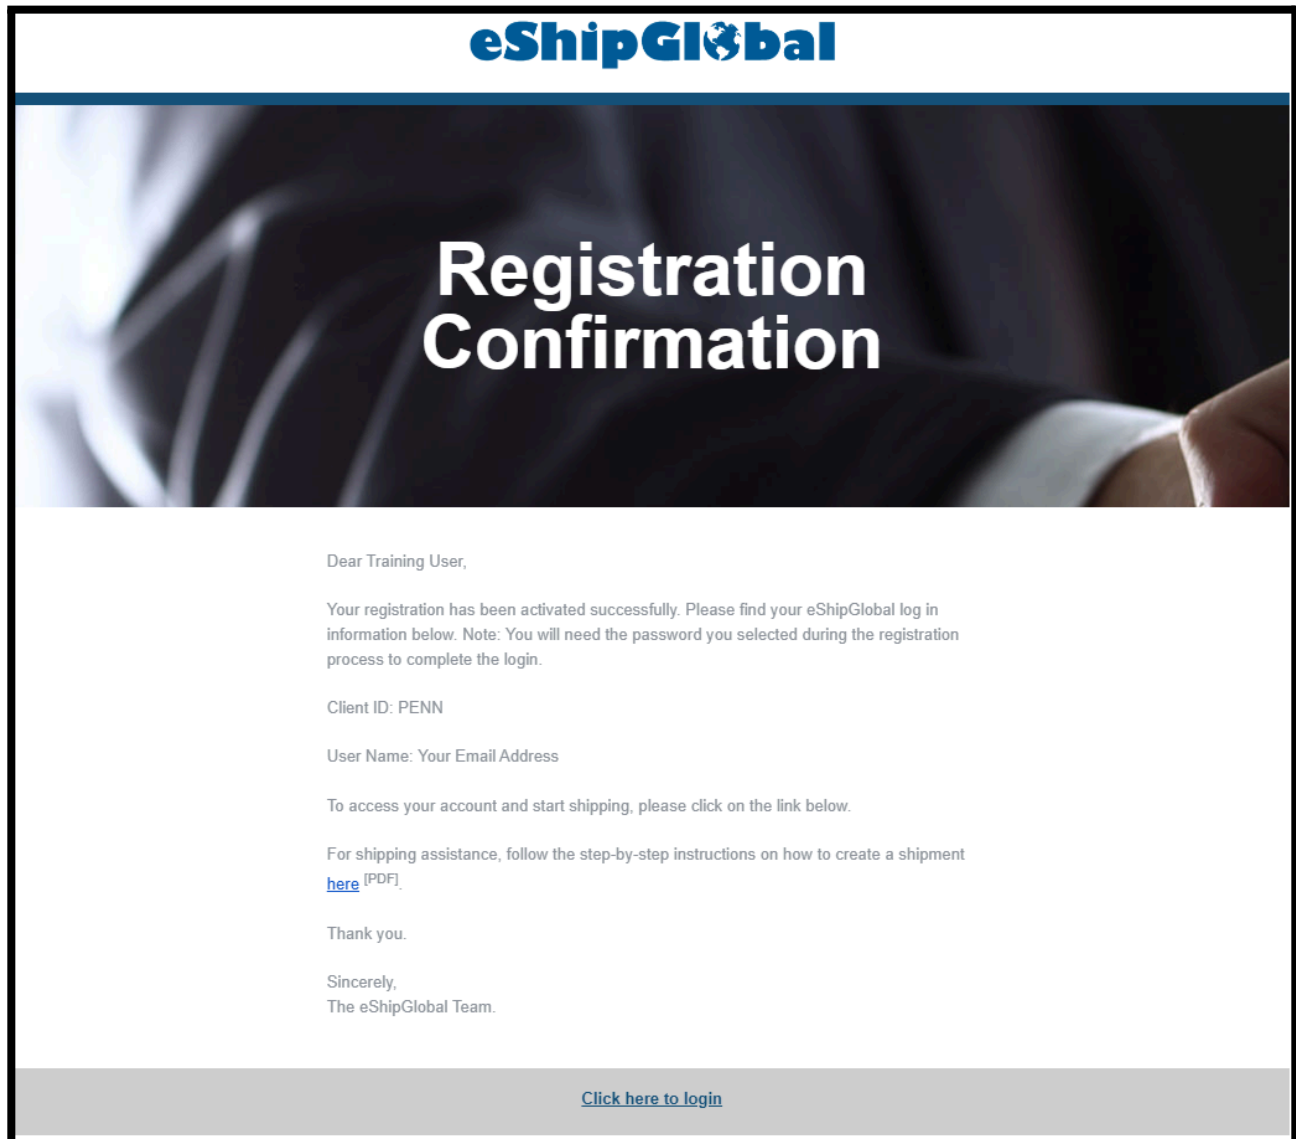 eShipGlobal
Registration
Confirmation
Dear Training User,
Your registration has been activated successfully. Please find your eShipGlobal log in
information below. Note: You will need the password you selected during the registration
process to complete the login.
Client ID: PENN
User Name: Your Email Address
To access your account and start shipping, please click on the link below.
For shipping assistance, follow the step-by-step instructions on how to create a shipment
here [PDF].
Thank you.
Sincerely,
The eShipGlobal Team.
Click here to login